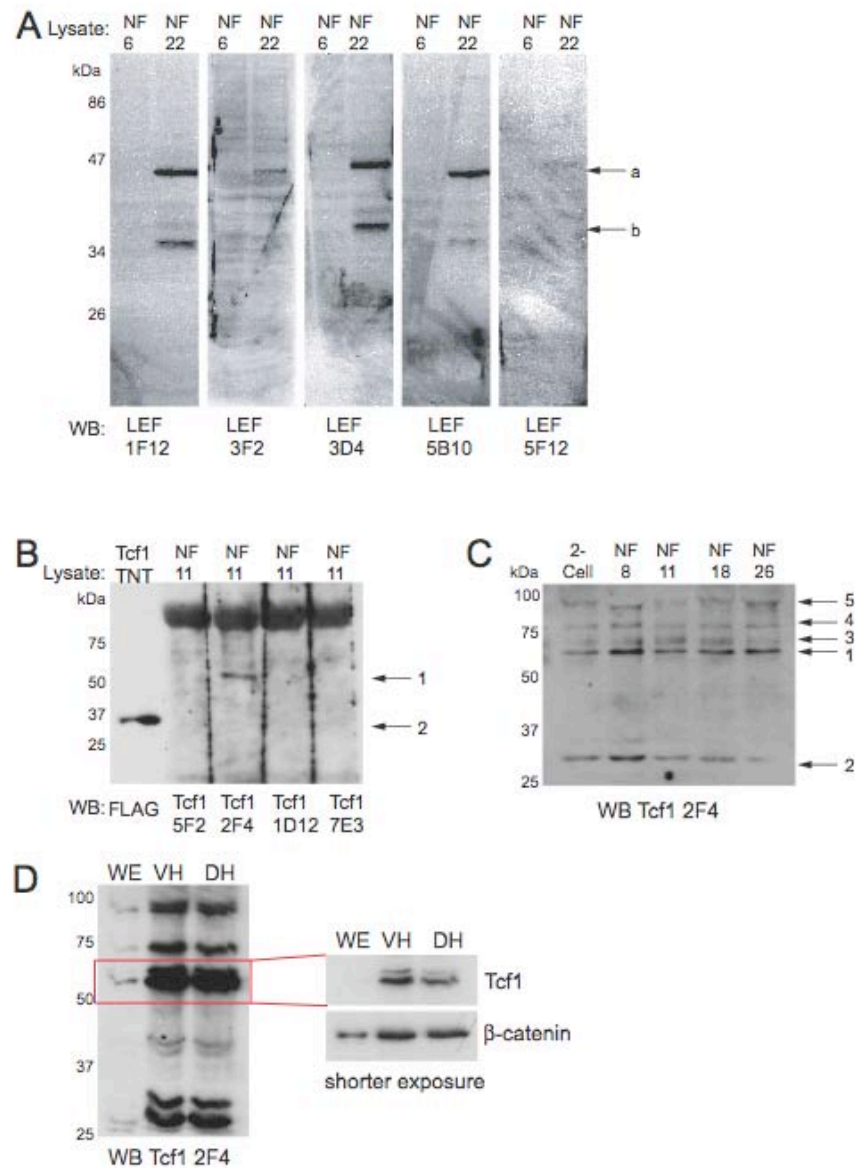 A
Lysate: NF NF NF NF NF NF NF NF NF NF
6 22 6 22 6 22 6 22 6 22
kDa
86
47
a
b
34
26
WB: LEF LEF LEF LEF LEF
1F12 3F2 3D4 5B10 5F12
B
Tcf1 NF NF NF NF
Lysate: TNT 11 11 11 11
kDa
75
50
1
37
2
25
WB: FLAG Tcf1 Tcf1 Tcf1 Tcf1
5F2 2F4 1D12 7E3
C
2- NF NF NF NF
kDa Cell 8 11 18 26
100
5
4
75
3
1
50
37
2
25
WB Tcf1 2F4
D
WE VH DH
100
75
50
37
25
WB Tcf1 2F4
WE VH DH
Tcf1
β-catenin
shorter exposure